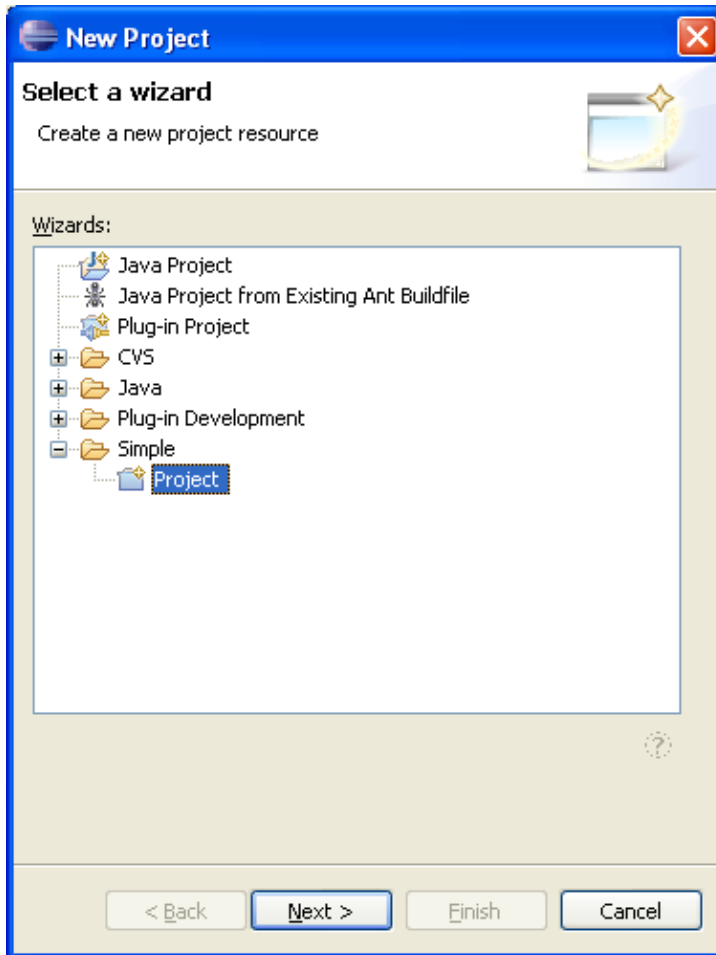 New Project
Select a wizard
Create a new project resource
Wizards:
Java Project
Java Project from Existing Ant Buildfile
Plug-in Project
CVS
Java
Plug-in Development
Simple
Project
?
< Back Next > Finish Cancel